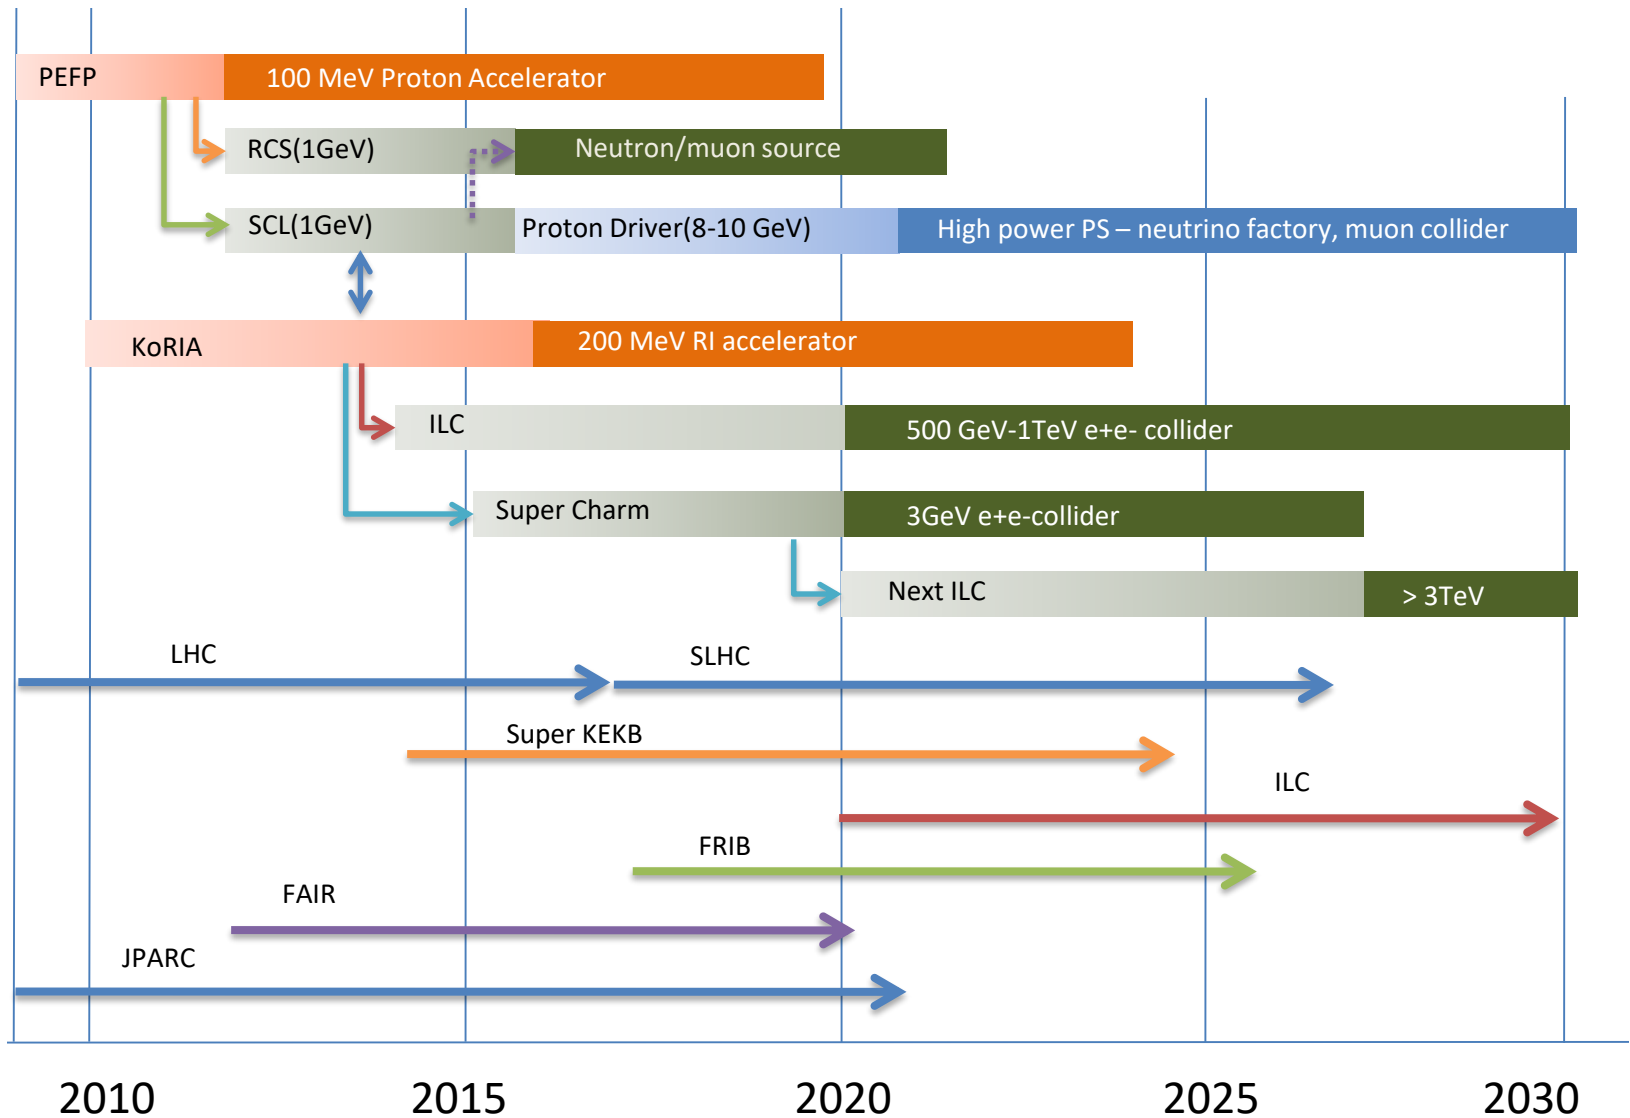 PEFP
100 MeV Proton Accelerator
RCS(1GeV)
Neutron/muon source
SCL(1GeV)
Proton Driver(8-10 GeV)
High power PS – neutrino factory, muon collider
KoRIA
200 MeV RI accelerator
ILC
500 GeV-1TeV e+e- collider
Super Charm
3GeV e+e-collider
Next ILC
> 3TeV
LHC
SLHC
Super KEKB
ILC
FRIB
FAIR
JPARC
2010
2015
2020
2025
2030